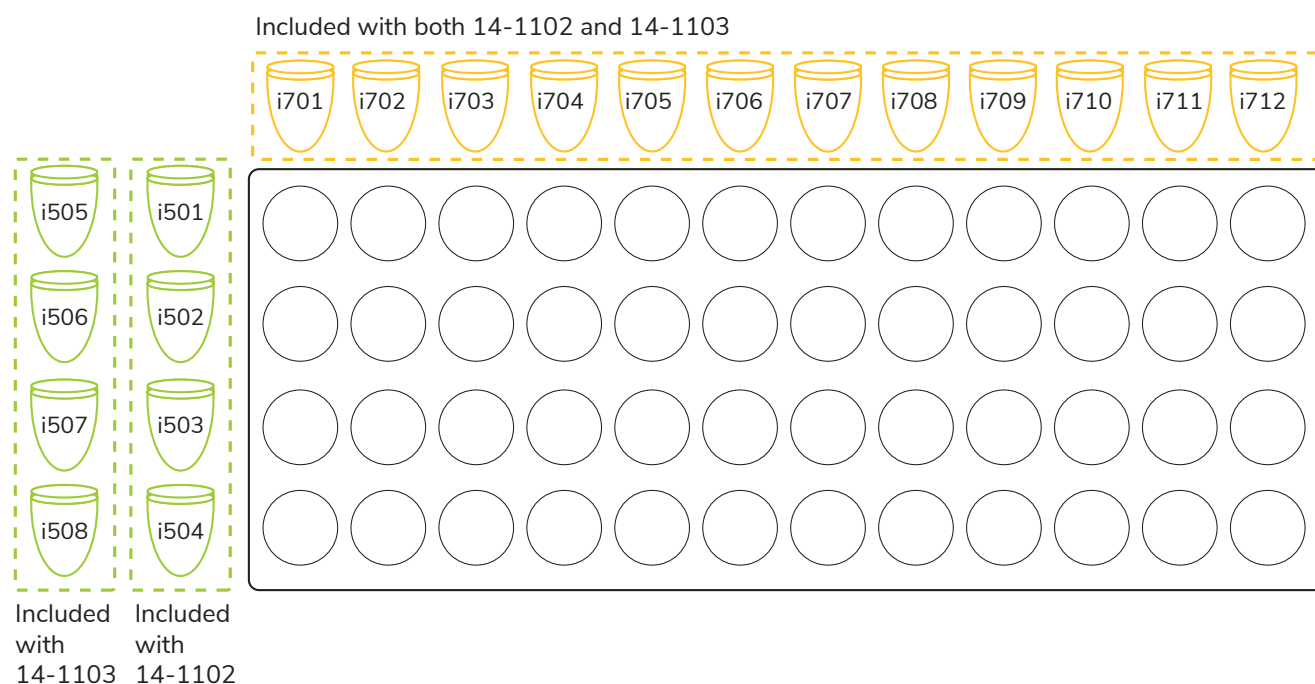 Included with both 14-1102 and 14-1103
i701 i702 i703 i704 i705 i706 i707 i708 i709 i710 i711 i712
i505 i501
i506 i502
i507 i503
i508 i504
Included
with
14-1103
Included
with
14-1102